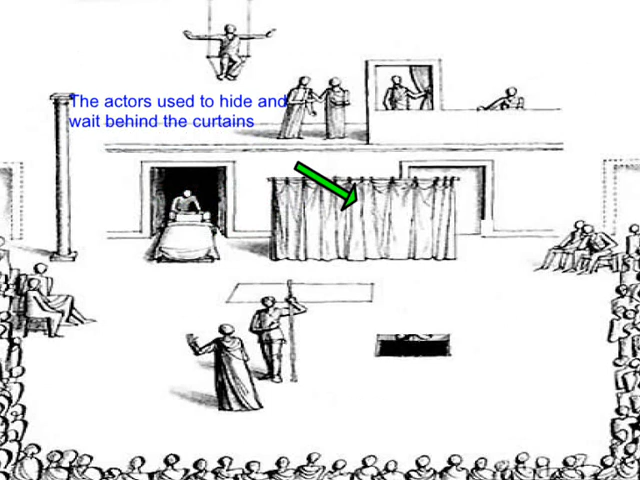 The actors used to hide and
wait behind the curtains